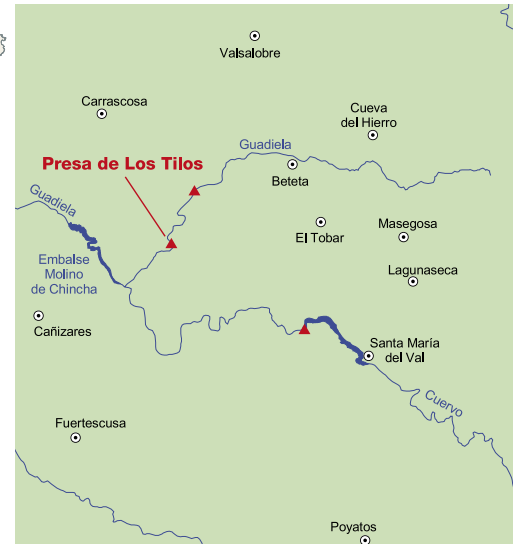 Valsalobre
Carrascosa
Cueva
del Hierro
Guadiela
Presa de Los Tilos
Beteta
Guadiela
El Tobar
Masegosa
Embalse
Molino
de Chincha
Lagunaseca
Cañizares
Santa María
del Val
Cuervo
Fuertescusa
Poyatos